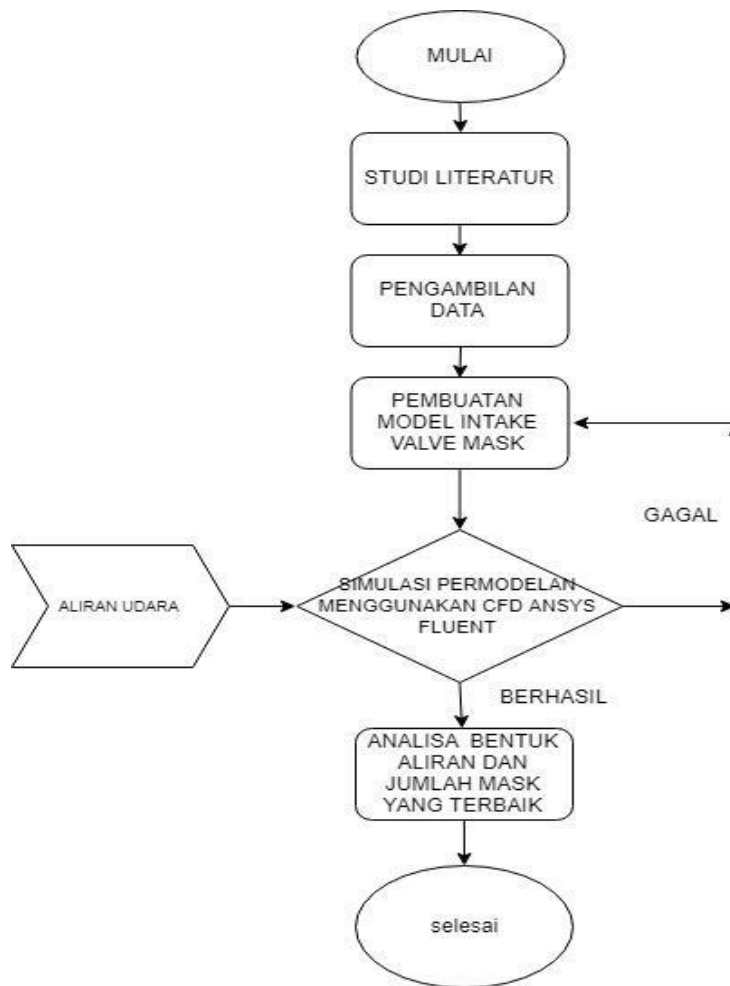 MULAI
STUDI LITERATUR
PENGAMBILAN
DATA
PEMBUATAN
MODEL INTAKE
VALVE MASK
GAGAL
ALIRAN UDARA
SIMULASI PERMODELAN
MENGGUNAKAN CFD ANSYS
FLUENT
BERHASIL
ANALISA BENTUK
ALIRAN DAN
JUMLAH MASK
YANG TERBAIK
selesai